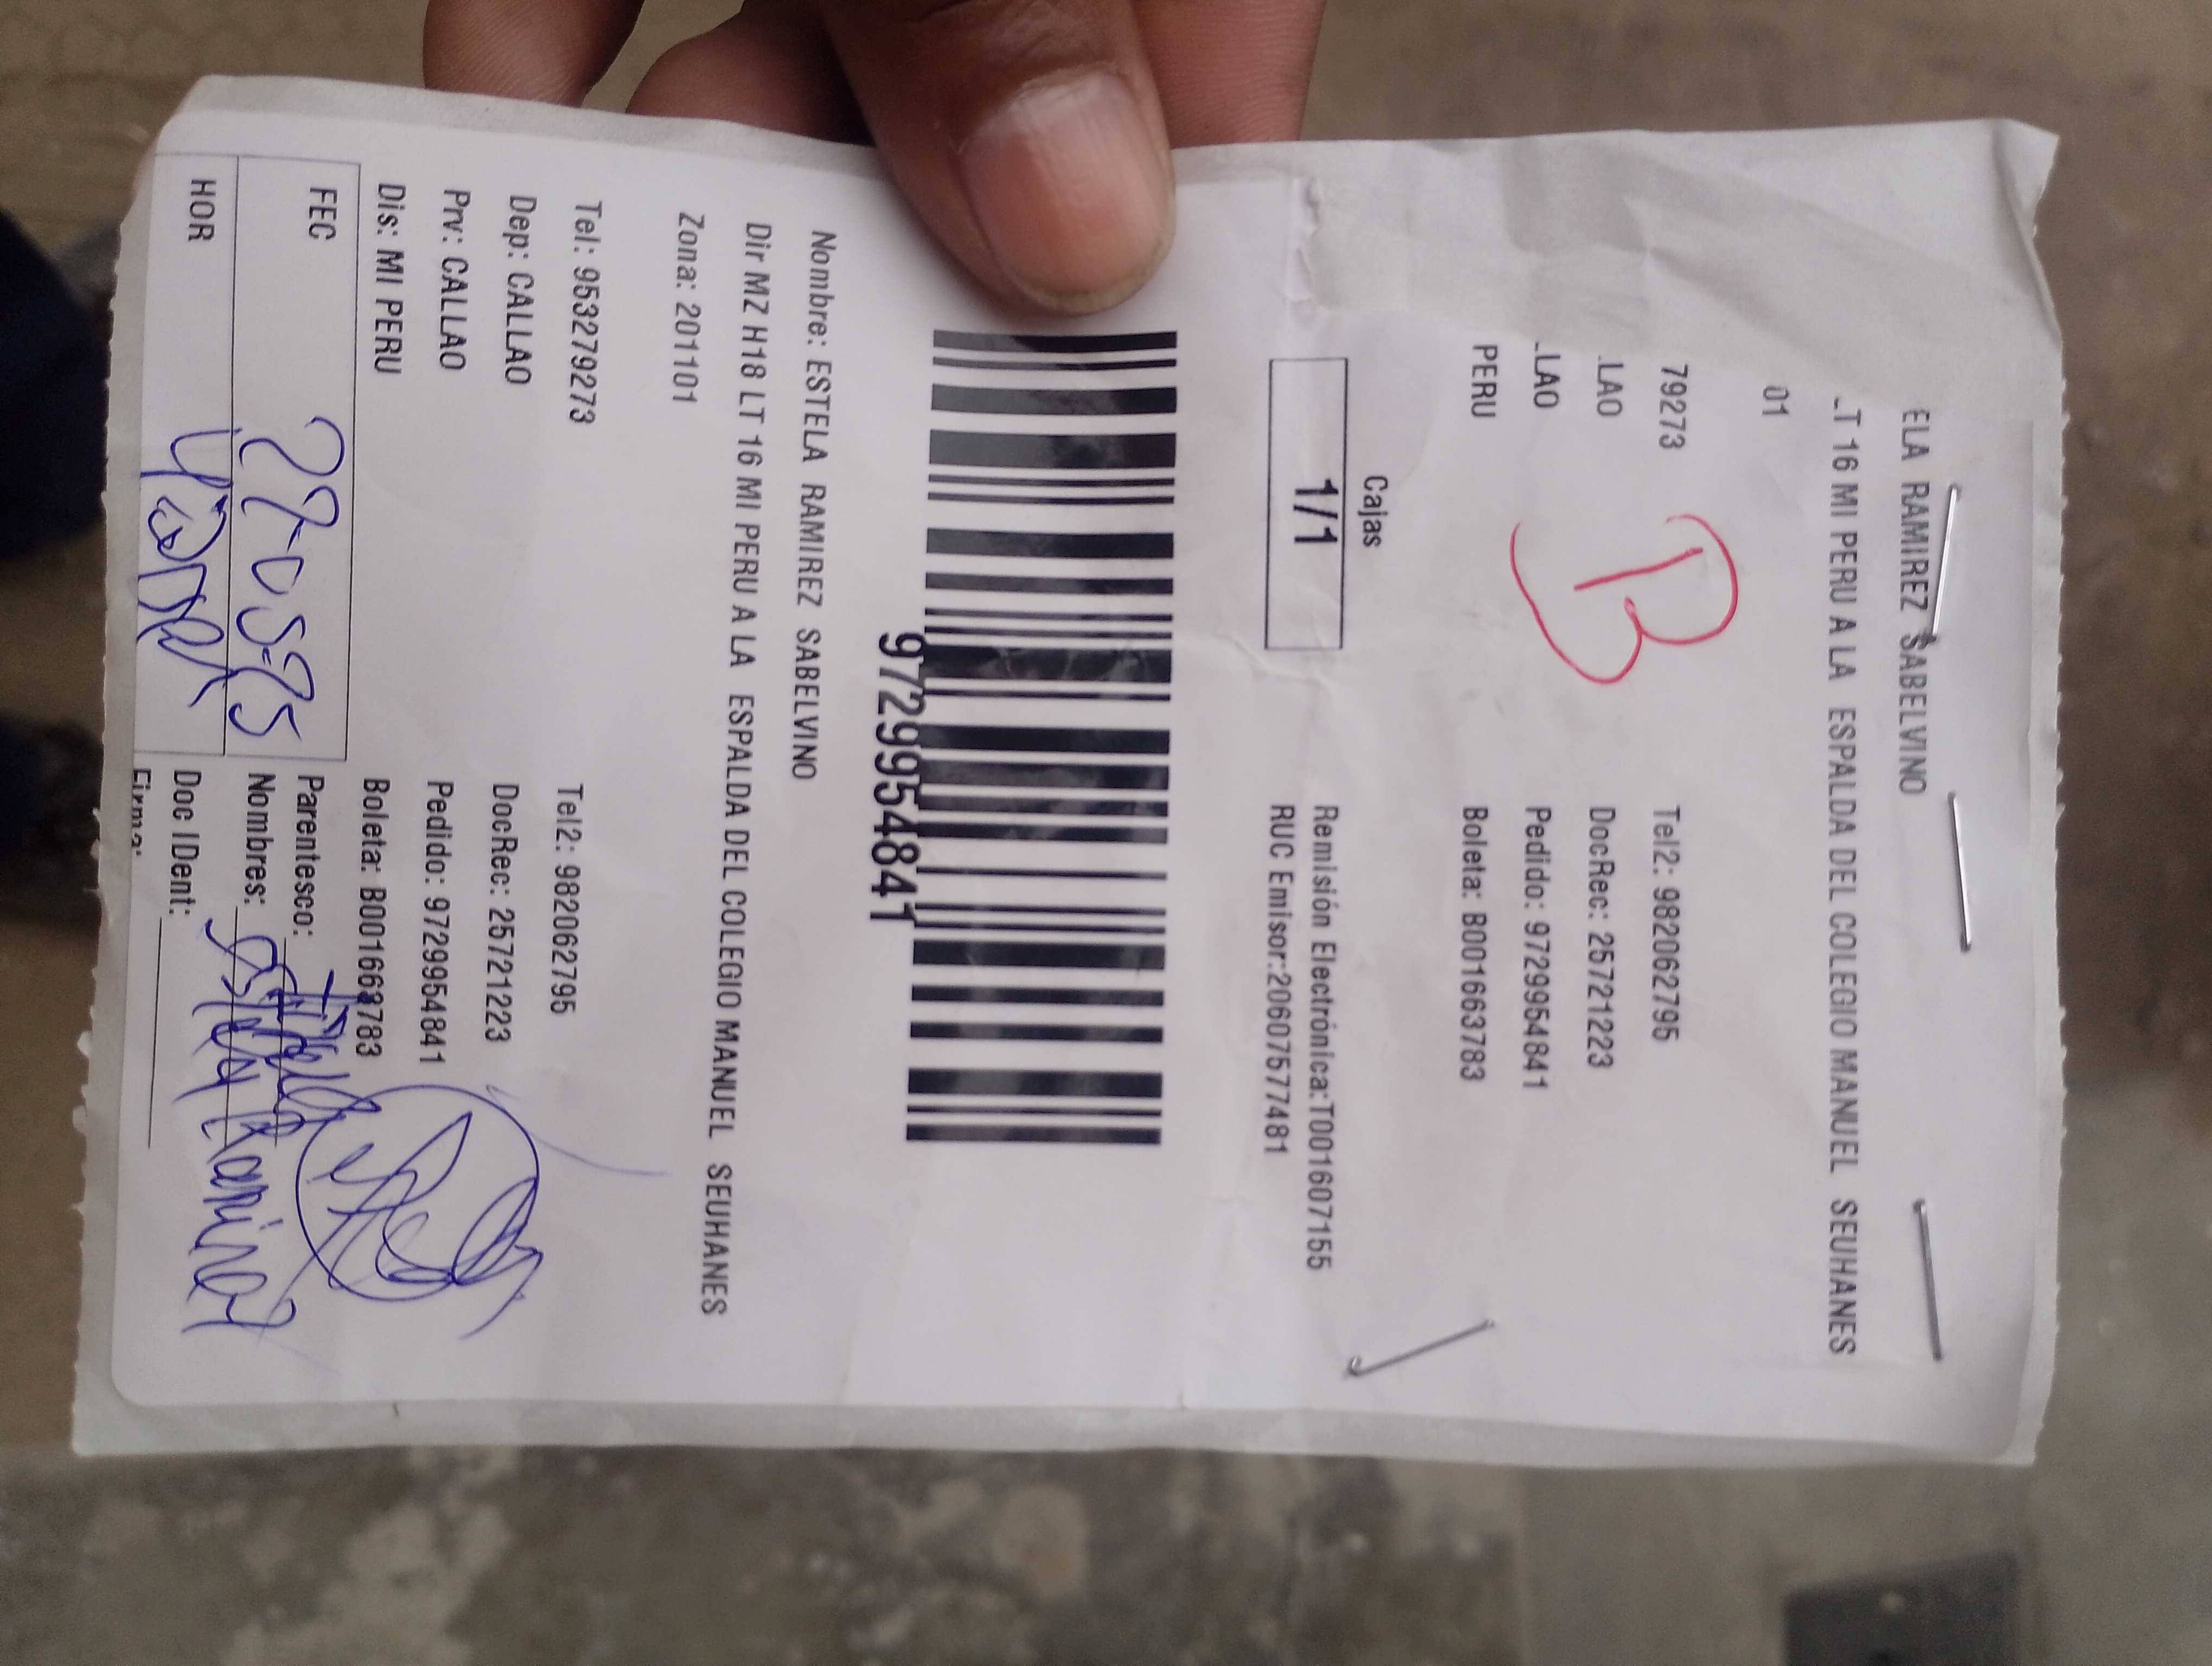 ELA RAMIREZ SABELVINO
LT 16 MI PERU A LA ESPALDA DEL COLEGIO MANUEL SEUHANES
01
79273 Tel2: 982062795
LAO DocRec: 25721223
LAO Pedido: 9729954841
PERU Boleta: B001663783
B
Cajas
1/1
Remisión Electrónica:T001607155
RUC Emisor:20607577481
9729954841
Nombre: ESTELA RAMIREZ SABELVINO
Dir MZ H18 LT 16 MI PERU A LA ESPALDA DEL COLEGIO MANUEL SEUHANES
Zona: 201101
Tel: 953279273 Tel2: 982062795
Dep: CALLAO DocRec: 25721223
Prv: CALLAO Pedido: 9729954841
Dis: MI PERU Boleta: B001663783
FEC Parentesco:
Nombres: Ramirez
HOR Doc IDent:
Firma: